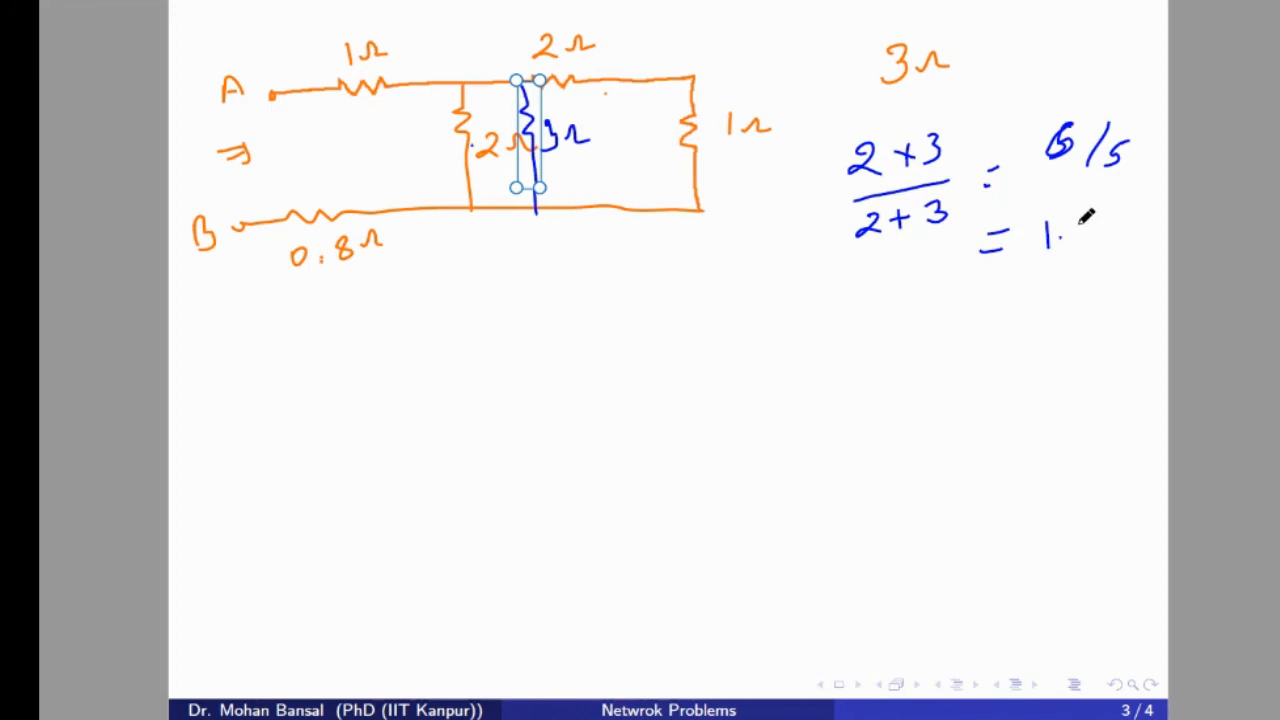 1Ω 2Ω
A
⇒
2Ω 3Ω 1Ω
B
0.8Ω
3Ω
2 × 3 / 2 + 3 = 6/5
= 1.
Dr. Mohan Bansal (PhD (IIT Kanpur)) Netwrok Problems 3 / 4